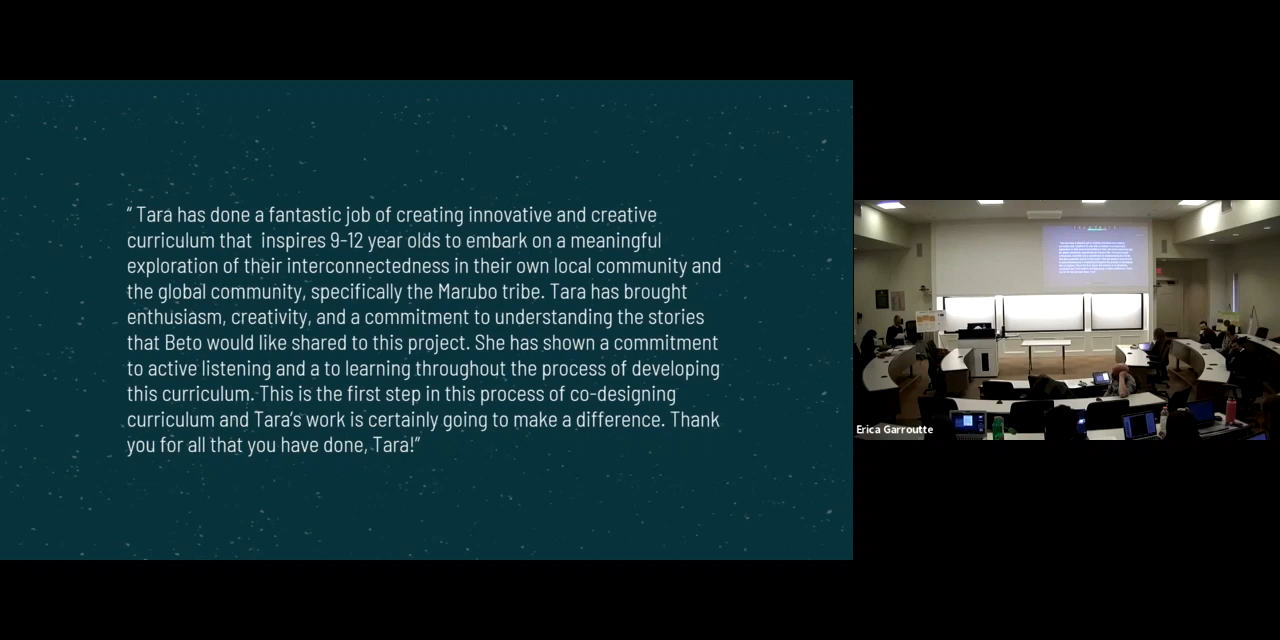 “ Tara has done a fantastic job of creating innovative and creative
curriculum that  inspires 9-12 year olds to embark on a meaningful
exploration of their interconnectedness in their own local community and
the global community, specifically the Marubo tribe. Tara has brought
enthusiasm, creativity, and a commitment to understanding the stories
that Beto would like shared to this project. She has shown a commitment
to active listening and a to learning throughout the process of developing
this curriculum. This is the first step in this process of co-designing
curriculum and Tara’s work is certainly going to make a difference. Thank
you for all that you have done, Tara!”
Erica Garroutte